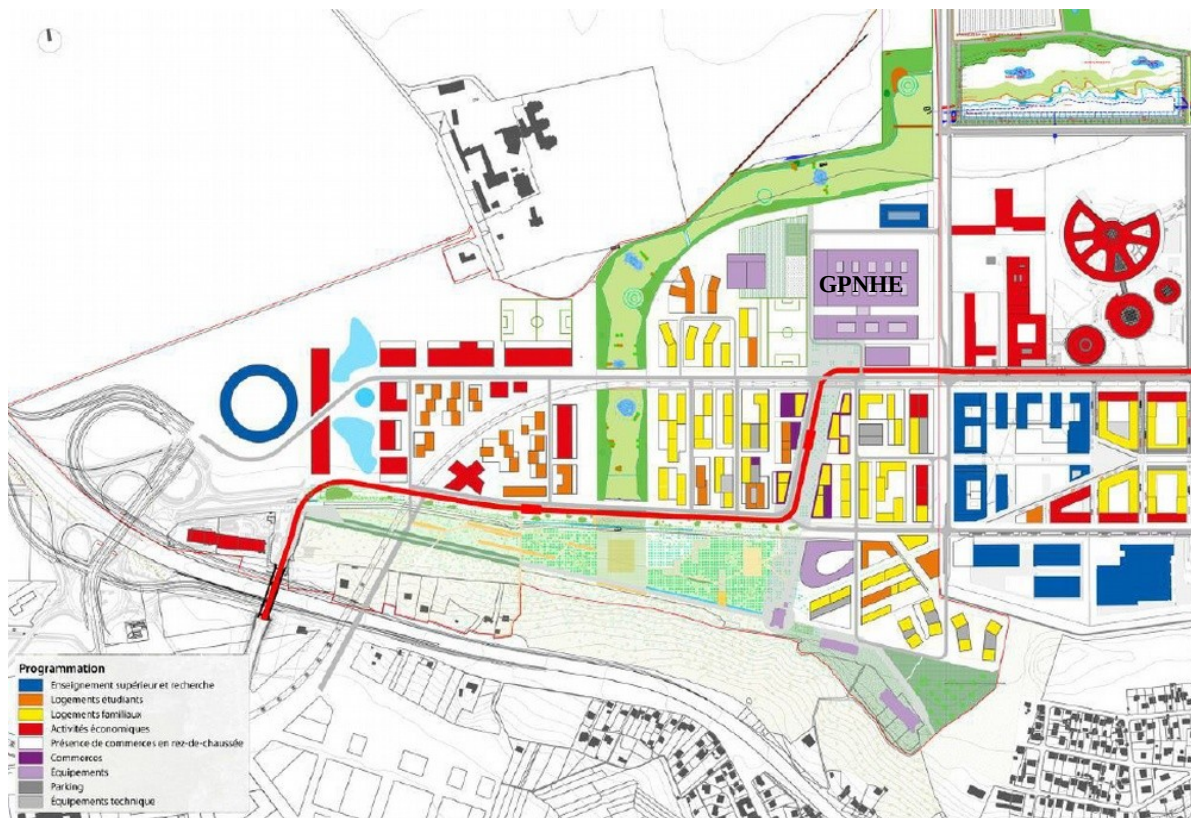 GPNHE
Programmation
Enseignement supérieur et recherche
Logements étudiants
Logements familiaux
Activités économiques
Présence de commerces en rez-de-chaussée
Commerces
Équipements
Parking
Équipements technique